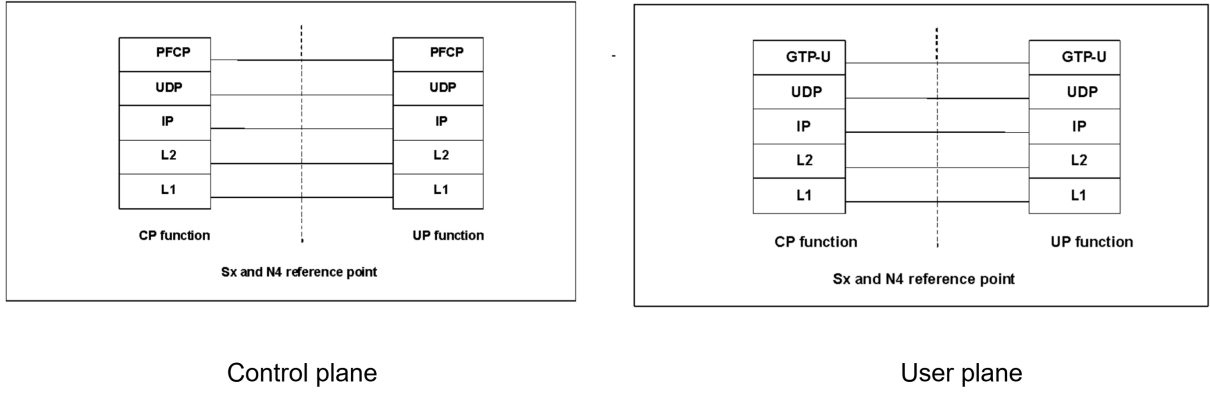 PFCP PFCP
UDP UDP
IP IP
L2 L2
L1 L1
CP function UP function
Sx and N4 reference point
Control plane
GTP-U GTP-U
UDP UDP
IP IP
L2 L2
L1 L1
CP function UP function
Sx and N4 reference point
User plane